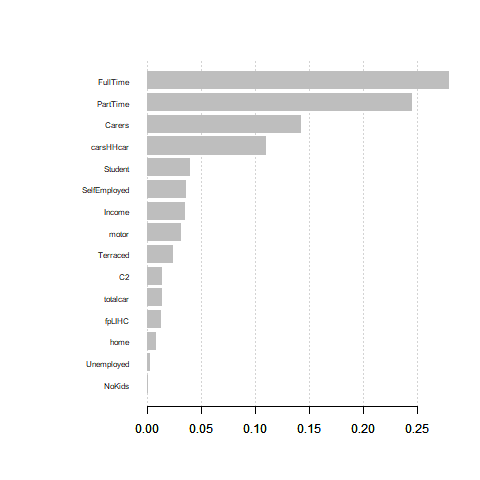 FullTime
PartTime
Carers
carsHHcar
Student
SelfEmployed
Income
motor
Terraced
C2
totalcar
fpLIHC
home
Unemployed
NoKids
0.00 0.05 0.10 0.15 0.20 0.25